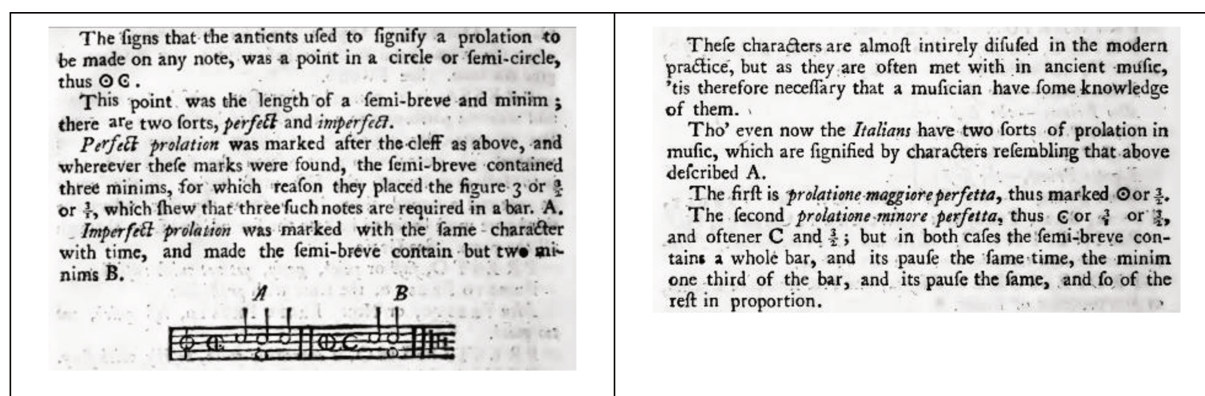 The ſigns that the antients uſed to ſignify a prolation to
be made on any note, was a point in a circle or ſemi-circle,
thus ⊙ ☾.
This point was the length of a ſemi-breve and minim ;
there are two ſorts, perfect and imperfect.
Perfect prolation was marked after the cleff as above, and
whereever theſe marks were found, the ſemi-breve contained
three minims, for which reaſon they placed the figure 3 or 3/2
or 3/1, which ſhew that three ſuch notes are required in a bar. A.
Imperfect prolation was marked with the ſame character
with time, and made the ſemi-breve contain but two mi-
nims B.
A B
Theſe characters are almoſt intirely diſuſed in the modern
practice, but as they are often met with in ancient muſic,
'tis therefore neceſſary that a muſician have ſome knowledge
of them.
Tho' even now the Italians have two ſorts of prolation in
muſic, which are ſignified by characters reſembling that above
deſcribed A.
The firſt is prolatione maggiore perfetta, thus marked ⊙ or 3/2.
The ſecond prolatione minore perfetta, thus ☾ or or
and oftener C and 3/2 ; but in both caſes the ſemi-breve con-
tains a whole bar, and its pauſe the ſame time, the minim
one third of the bar, and its pauſe the ſame, and ſo of the
reſt in proportion.